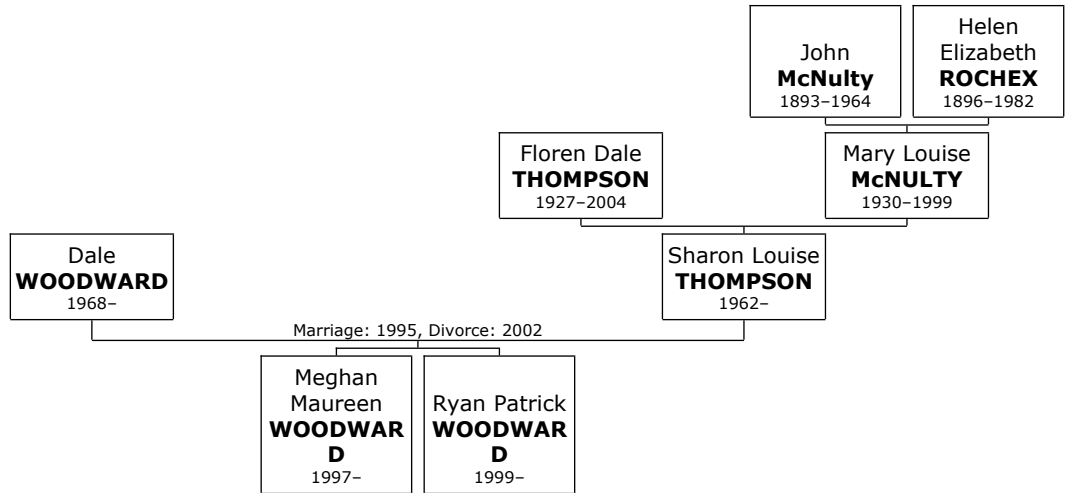 Helen
Elizabeth
ROCHEX
1896–1982
John
McNulty
1893–1964
Floren Dale
THOMPSON
1927–2004
Mary Louise
McNULTY
1930–1999
Dale
WOODWARD
1968–
Sharon Louise
THOMPSON
1962–
Marriage: 1995, Divorce: 2002
Meghan
Maureen
WOODWAR
D
1997–
Ryan Patrick
WOODWAR
D
1999–